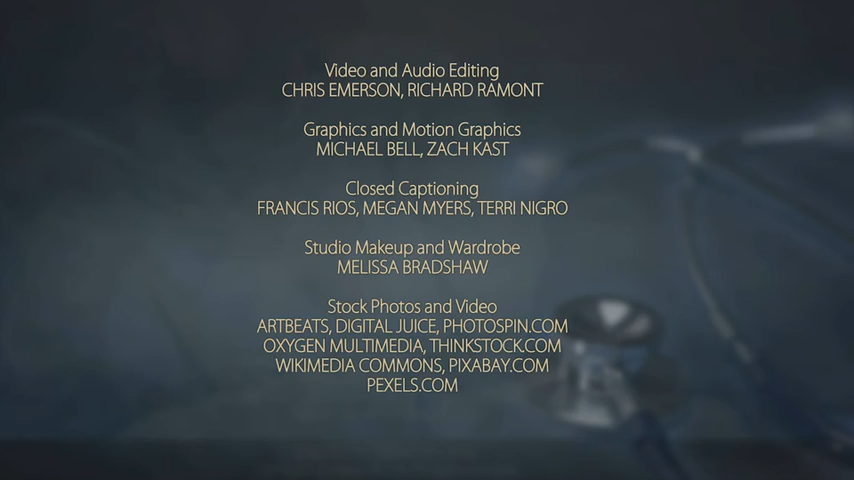 Video and Audio Editing
CHRIS EMERSON, RICHARD RAMONT
Graphics and Motion Graphics
MICHAEL BELL, ZACH KAST
Closed Captioning
FRANCIS RIOS, MEGAN MYERS, TERRI NIGRO
Studio Makeup and Wardrobe
MELISSA BRADSHAW
Stock Photos and Video
ARTBEATS, DIGITAL JUICE, PHOTOSPIN.COM
OXYGEN MULTIMEDIA, THINKSTOCK.COM
WIKIMEDIA COMMONS, PIXABAY.COM
PEXELS.COM